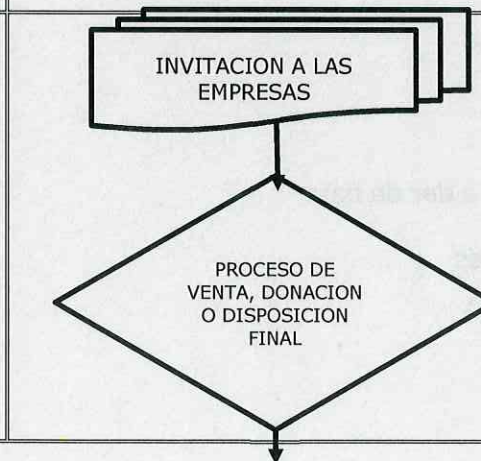 INVITACION A LAS
EMPRESAS
PROCESO DE
VENTA, DONACION
O DISPOSICION
FINAL